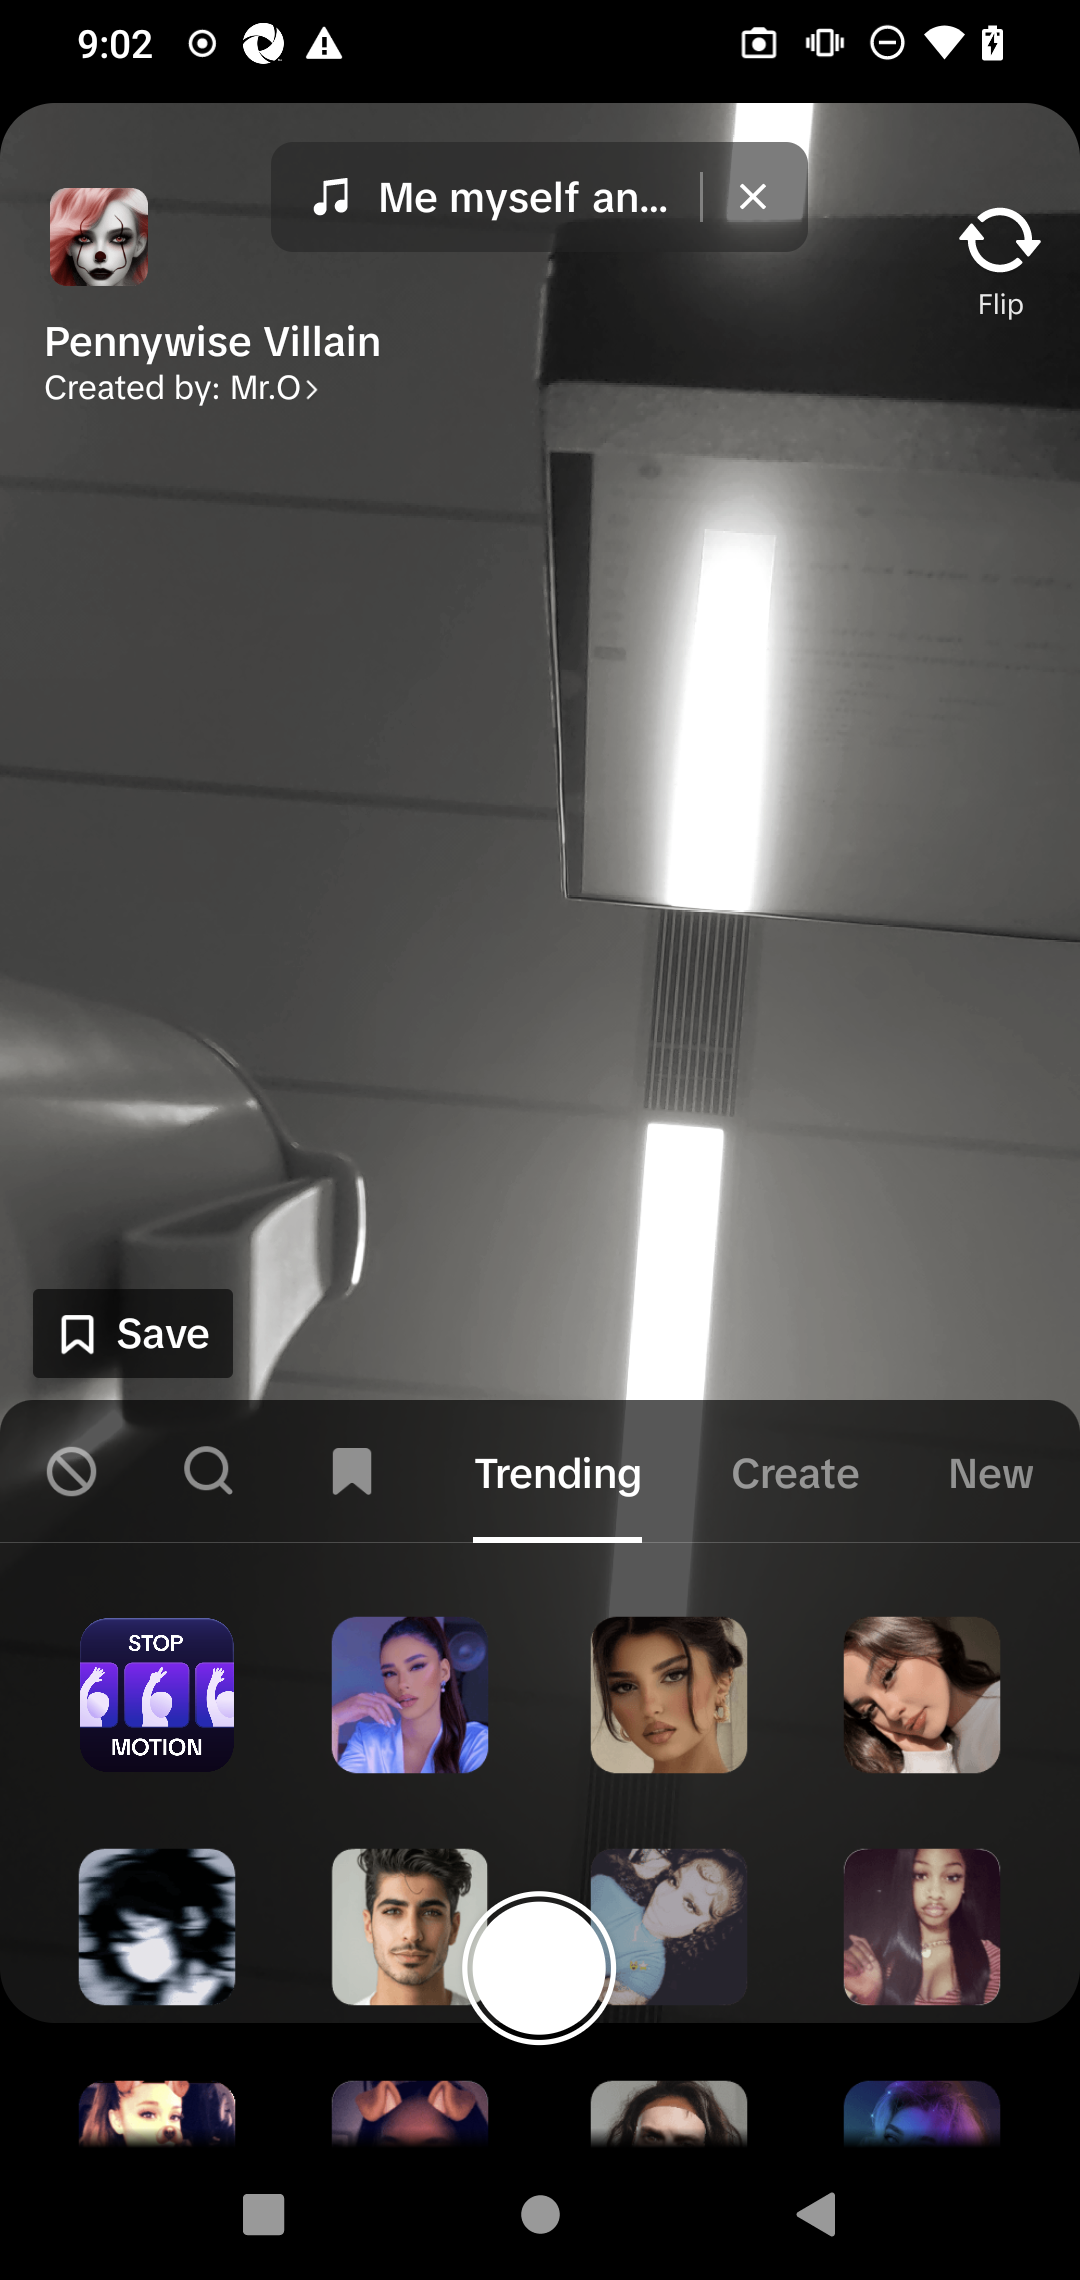 9:02
Me myself an...
Flip
Pennywise Villain
Created by: Mr.O
Save
Trending
Create
New
STOP
MOTION